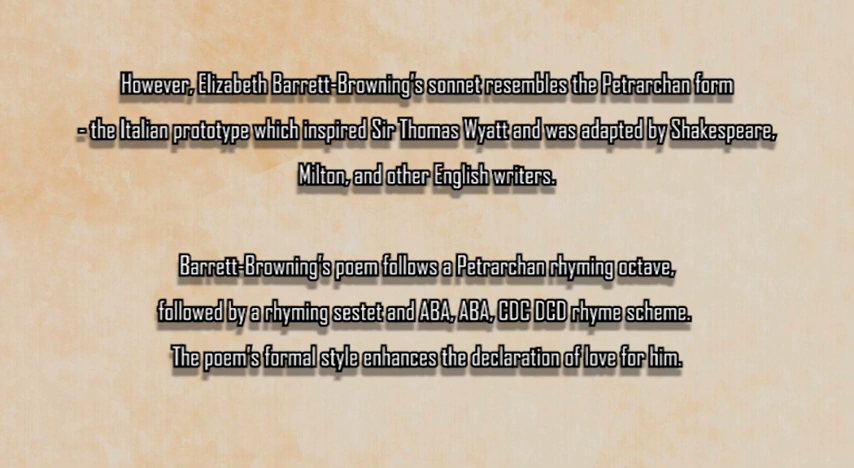 However, Elizabeth Barrett-Browning's sonnet resembles the Petrarchan form
- the Italian prototype which inspired Sir Thomas Wyatt and was adapted by Shakespeare,
Milton, and other English writers.
Barrett-Browning's poem follows a Petrarchan rhyming octave,
followed by a rhyming sestet and ABA, ABA, CDC DCD rhyme scheme.
The poem's formal style enhances the declaration of love for him.